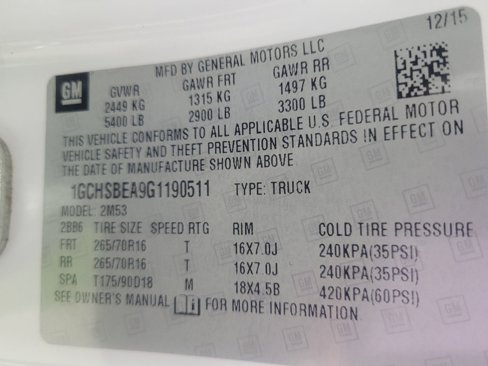 12/15
MFD BY GENERAL MOTORS LLC
GM
GVWR GAWR FRT GAWR RR
2449 KG 1315 KG 1497 KG
5400 LB 2900 LB 3300 LB
THIS VEHICLE CONFORMS TO ALL APPLICABLE U.S. FEDERAL MOTOR
VEHICLE SAFETY AND THEFT PREVENTION STANDARDS IN EFFECT ON
THE DATE OF MANUFACTURE SHOWN ABOVE.
1GCHSBEA9G1190511 TYPE: TRUCK
MODEL: 2M53
2BB6 TIRE SIZE SPEED RTG RIM COLD TIRE PRESSURE
FRT 265/70R16 T 16X7.0J 240KPA(35PSI)
RR 265/70R16 T 16X7.0J 240KPA(35PSI)
SPA T175/90D18 M 18X4.5B 420KPA(60PSI)
SEE OWNER'S MANUAL FOR MORE INFORMATION.